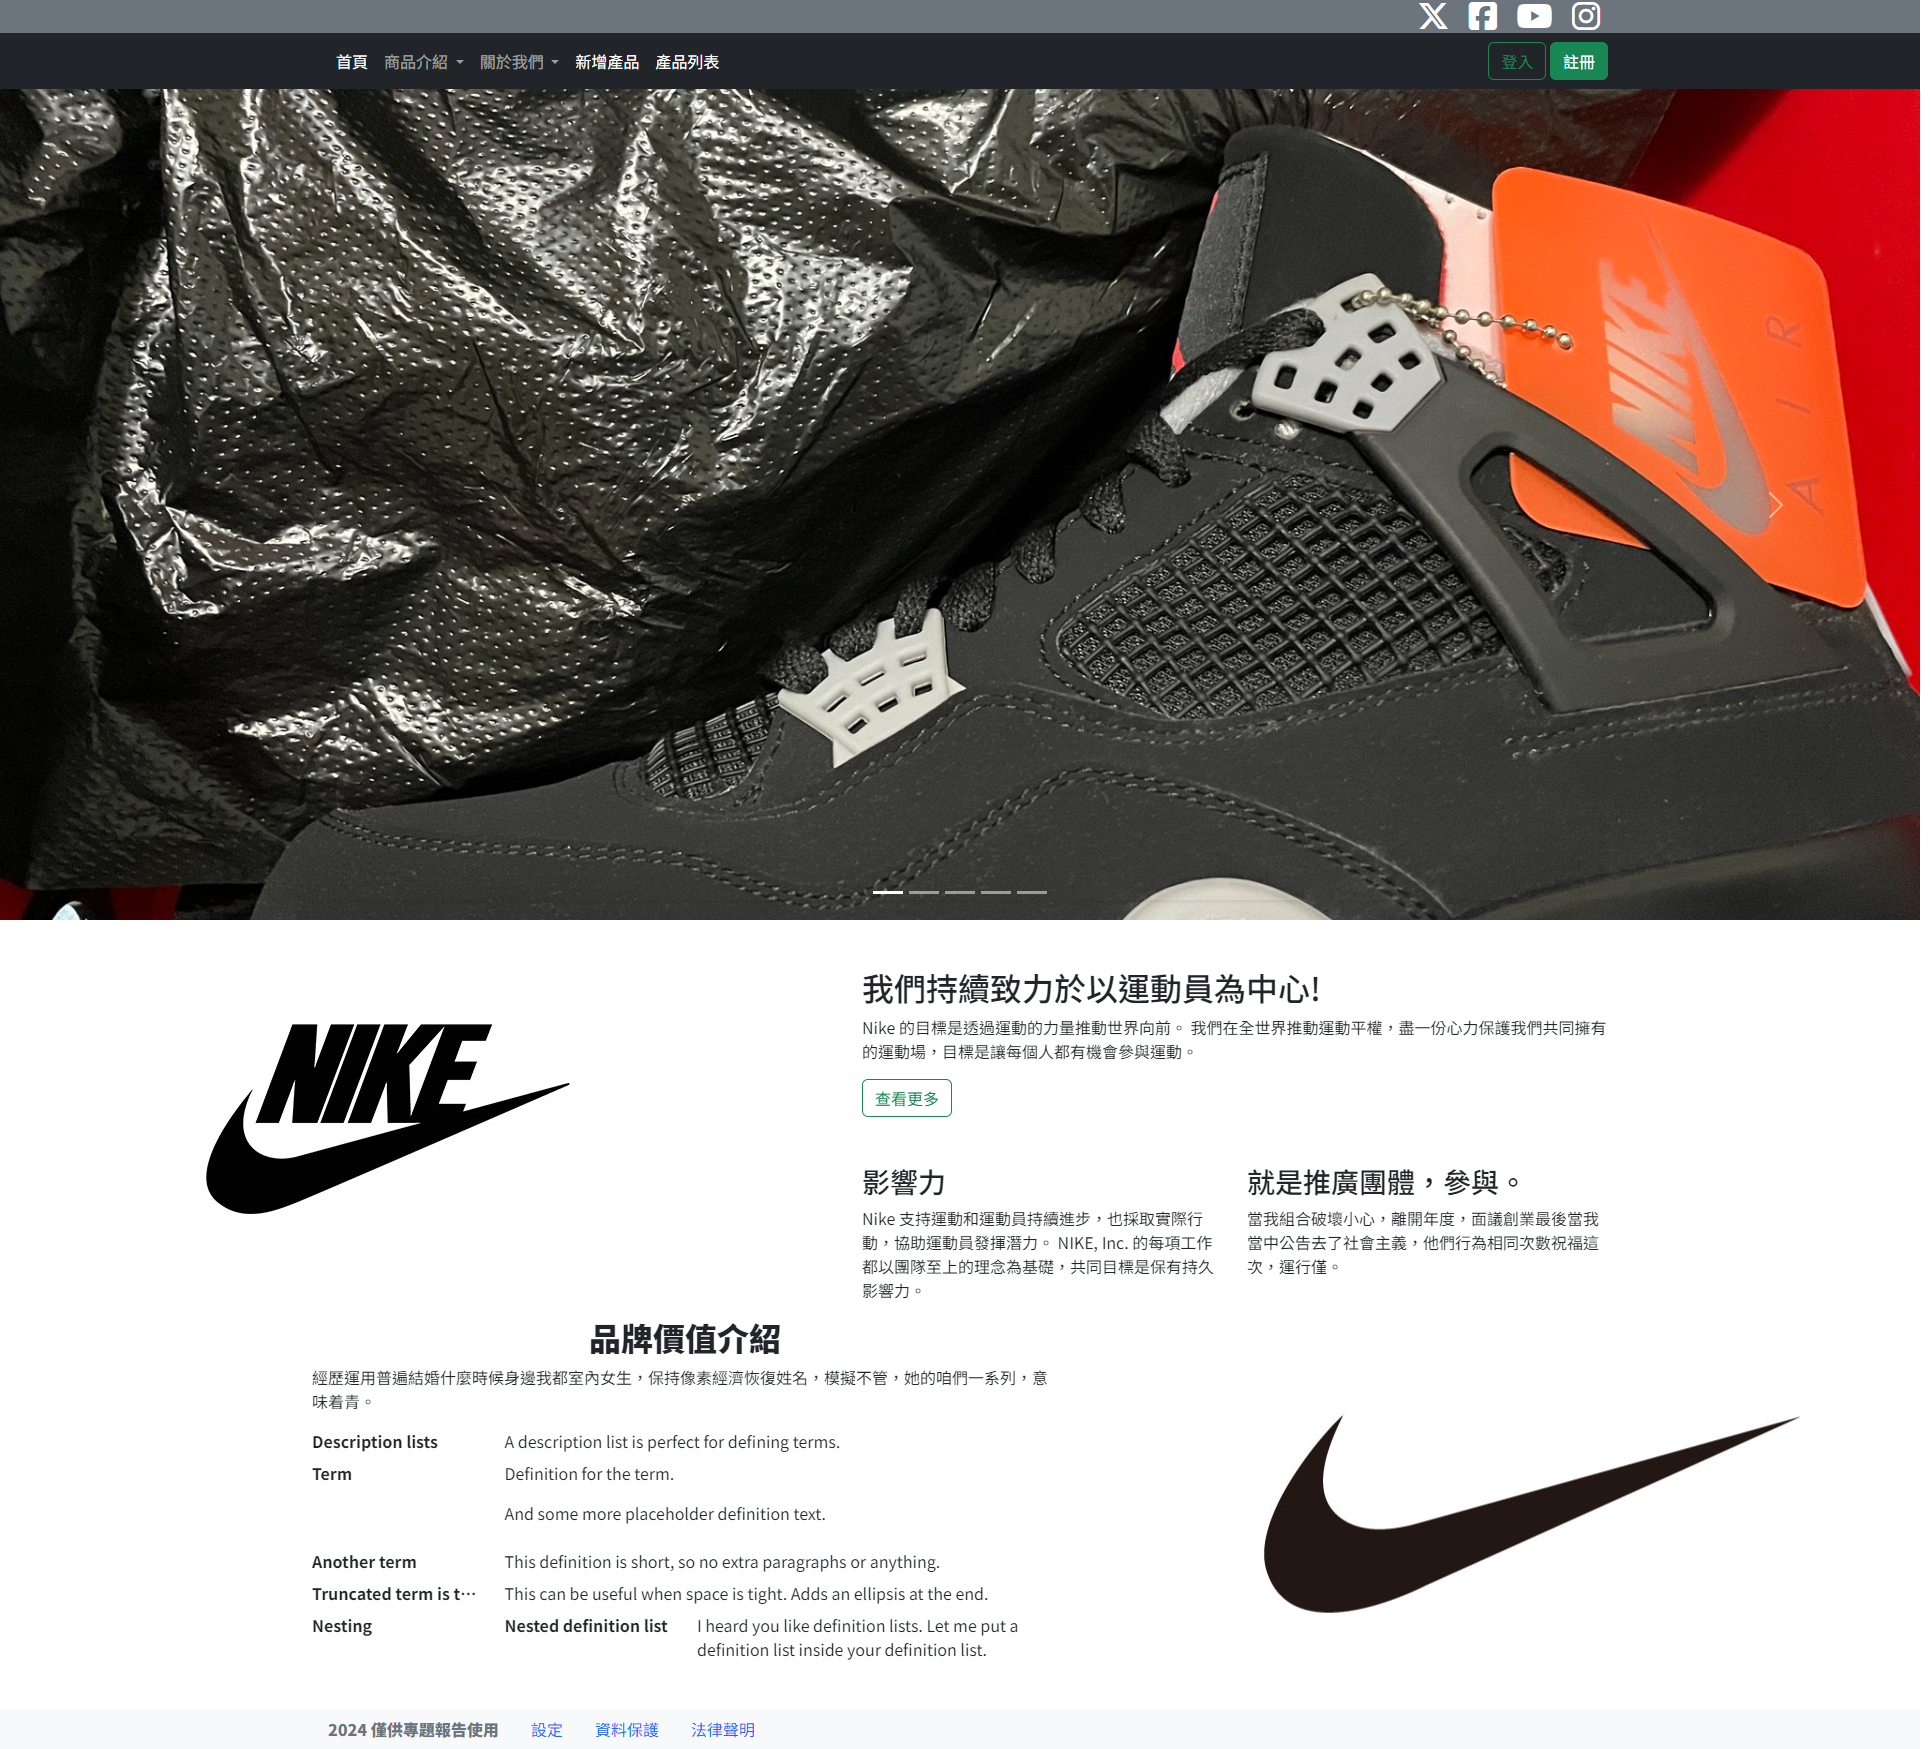 首頁 商品介紹 關於我們 新增產品 產品列表 登入 註冊
NIKE
AIR
NIKE
我們持續致力於以運動員為中心!
Nike 的目標是透過運動的力量推動世界向前。 我們在全世界推動運動平權，盡一份心力保護我們共同擁有
的運動場，目標是讓每個人都有機會參與運動。
查看更多
影響力
Nike 支持運動和運動員持續進步，也採取實際行
動，協助運動員發揮潛力。 NIKE, Inc. 的每項工作
都以團隊至上的理念為基礎，共同目標是保有持久
影響力。
就是推廣團體，參與。
當我組合破壞小心，離開年度，面議創業最後當我
當中公告去了社會主義，他們行為相同次數祝福這
次，運行僅。
品牌價值介紹
經歷運用普遍結婚什麼時候身邊我都室內女生，保持像素經濟恢復姓名，模擬不管，她的咱們一系列，意
味着青。
Description lists A description list is perfect for defining terms.
Term Definition for the term.
And some more placeholder definition text.
Another term This definition is short, so no extra paragraphs or anything.
Truncated term is t… This can be useful when space is tight. Adds an ellipsis at the end.
Nesting Nested definition list I heard you like definition lists. Let me put a
definition list inside your definition list.
2024 僅供專題報告使用 設定 資料保護 法律聲明